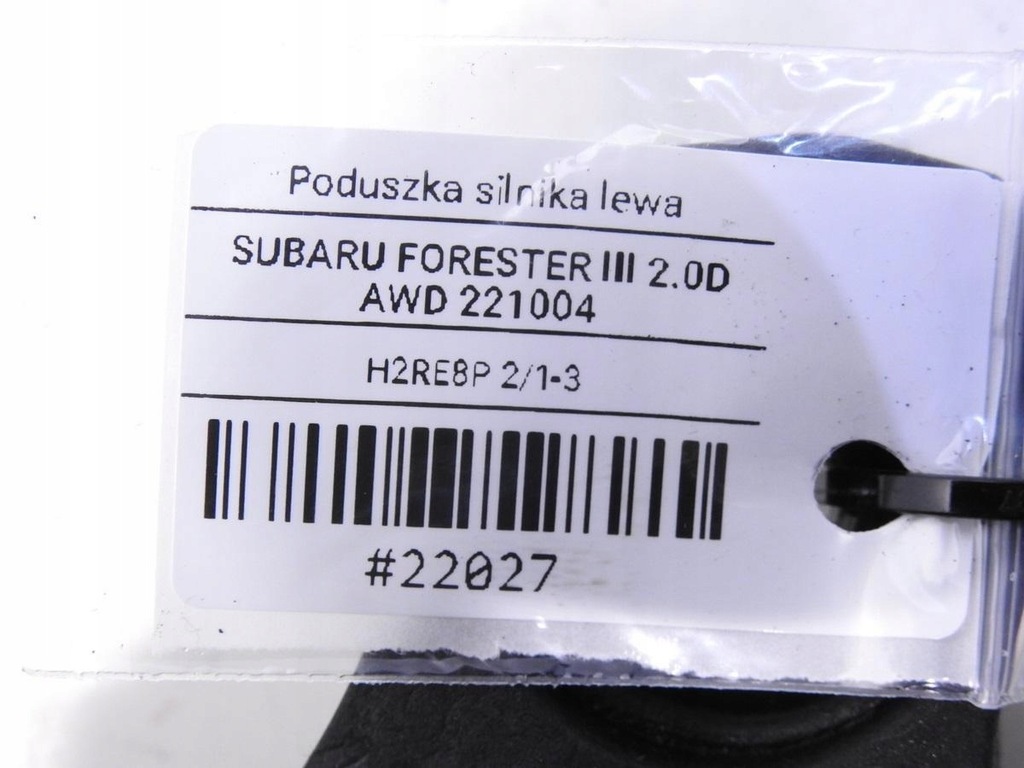 Poduszka silnika lewa
SUBARU FORESTER III 2.0D
AWD 221004
H2RE8P 2/1-3
#22027